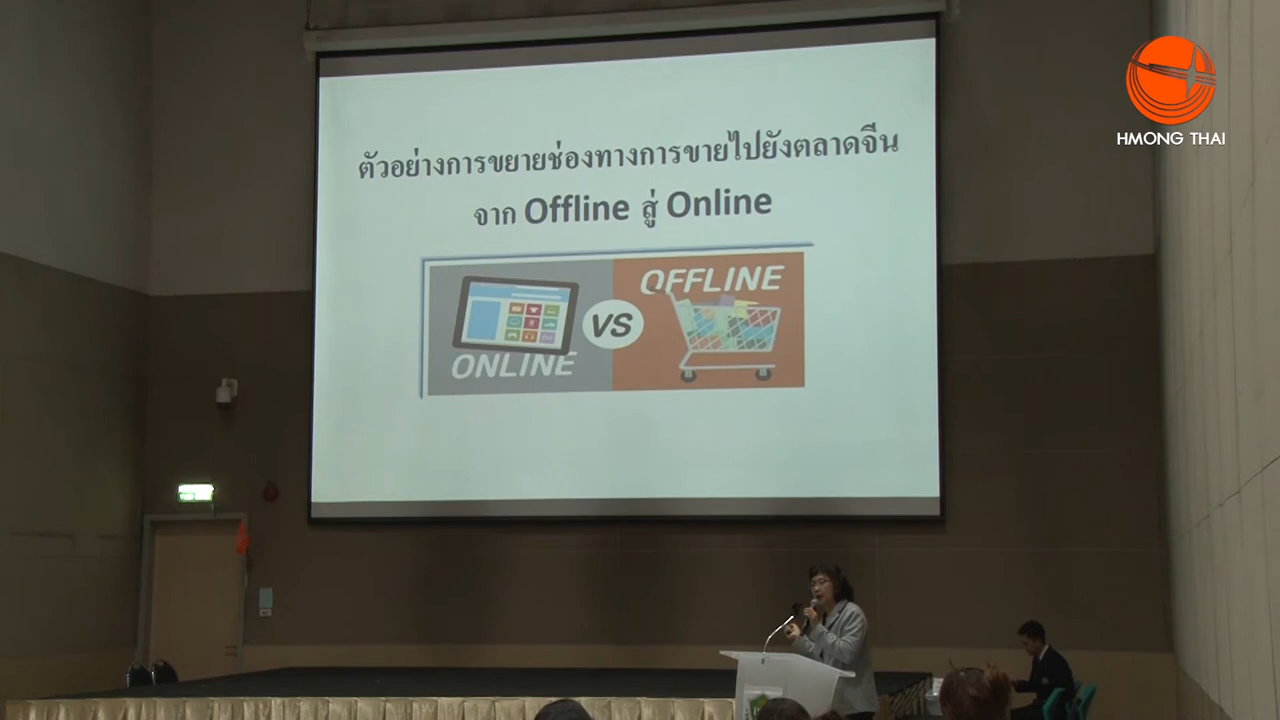 ตัวอย่างการขยายช่องทางการขายไปยังตลาดจีน
จาก Offline สู่ Online
ONLINE
VS
OFFLINE
HMONG THAI